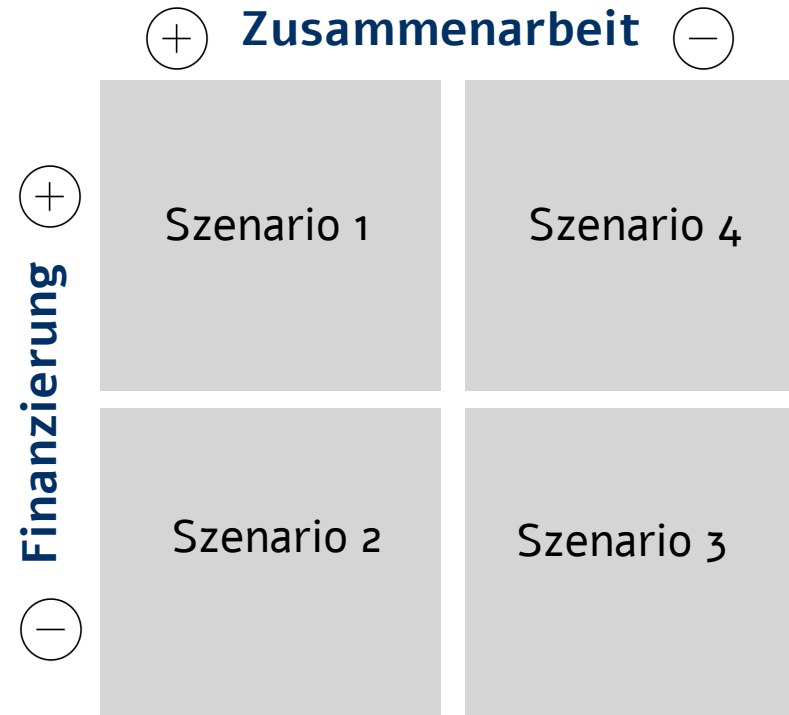 Zusammenarbeit
Finanzierung
Szenario 1
Szenario 4
Szenario 2
Szenario 3